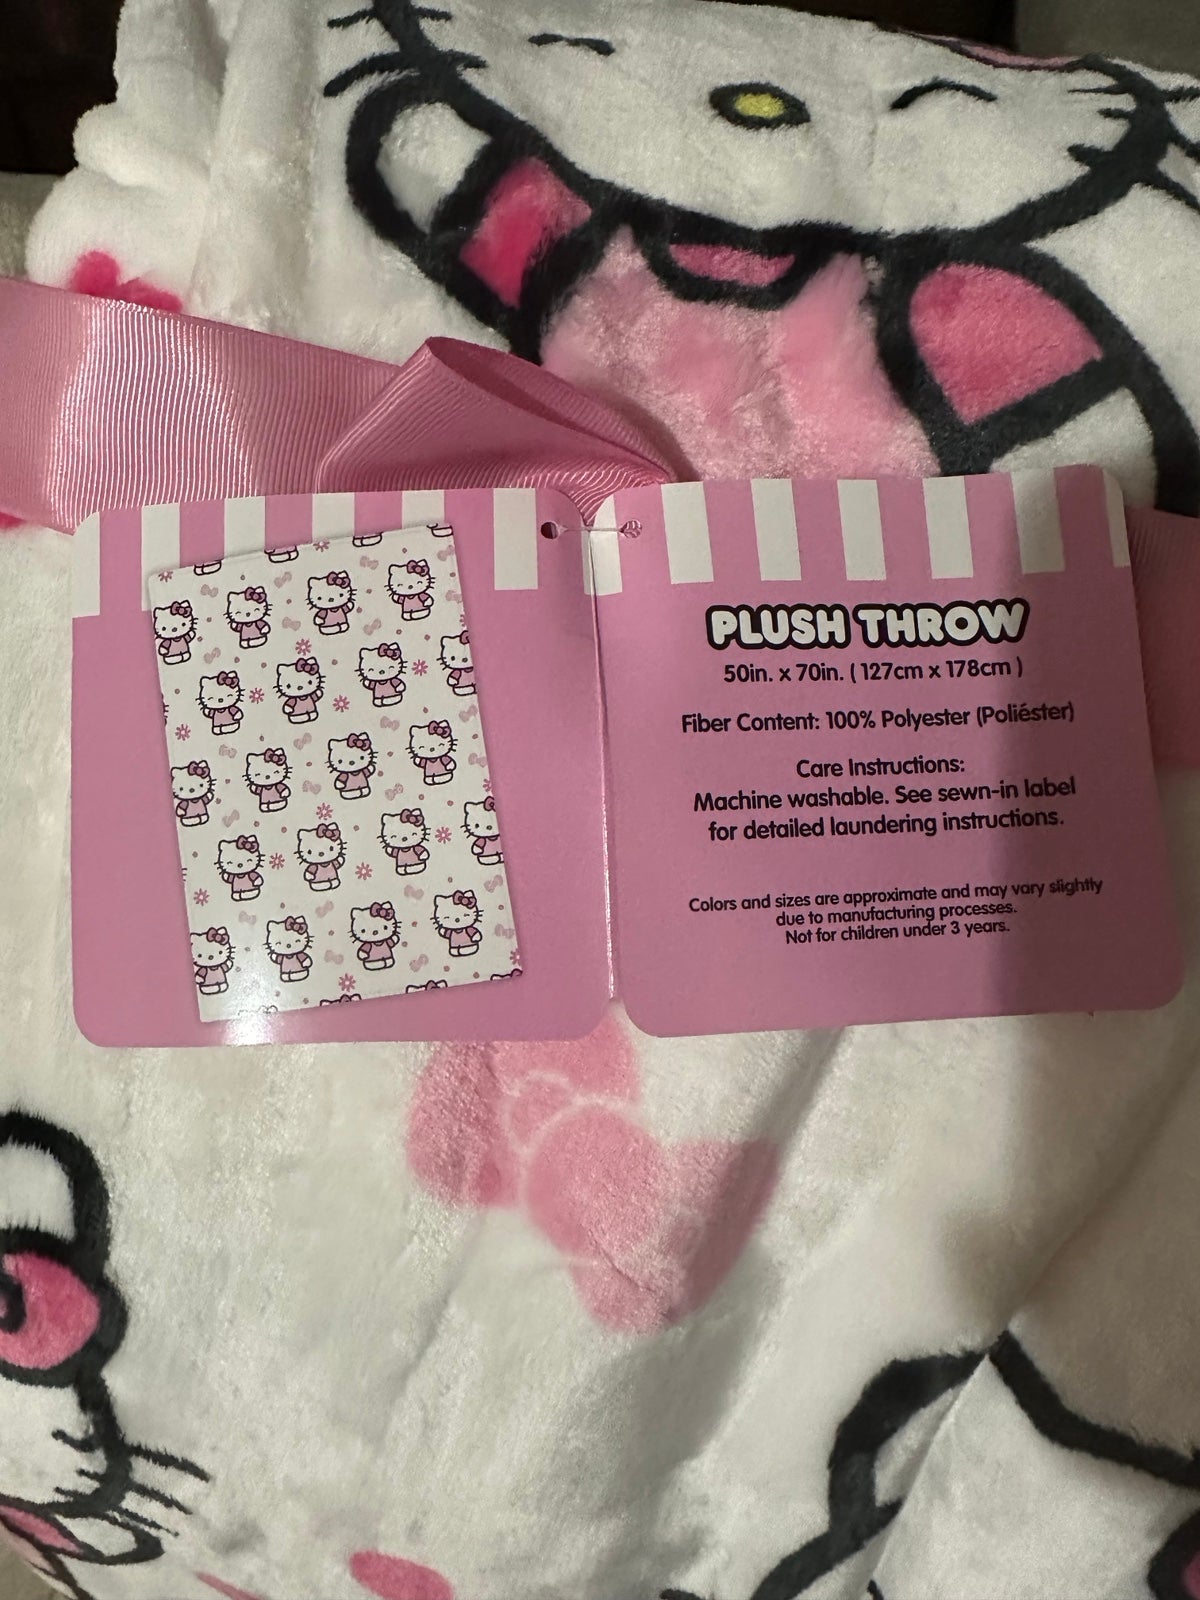 PLUSH THROW
50in. x 70in. ( 127cm x 178cm )
Fiber Content: 100% Polyester (Poliéster)
Care Instructions:
Machine washable. See sewn-in label
for detailed laundering instructions.
Colors and sizes are approximate and may vary slightly
due to manufacturing processes.
Not for children under 3 years.